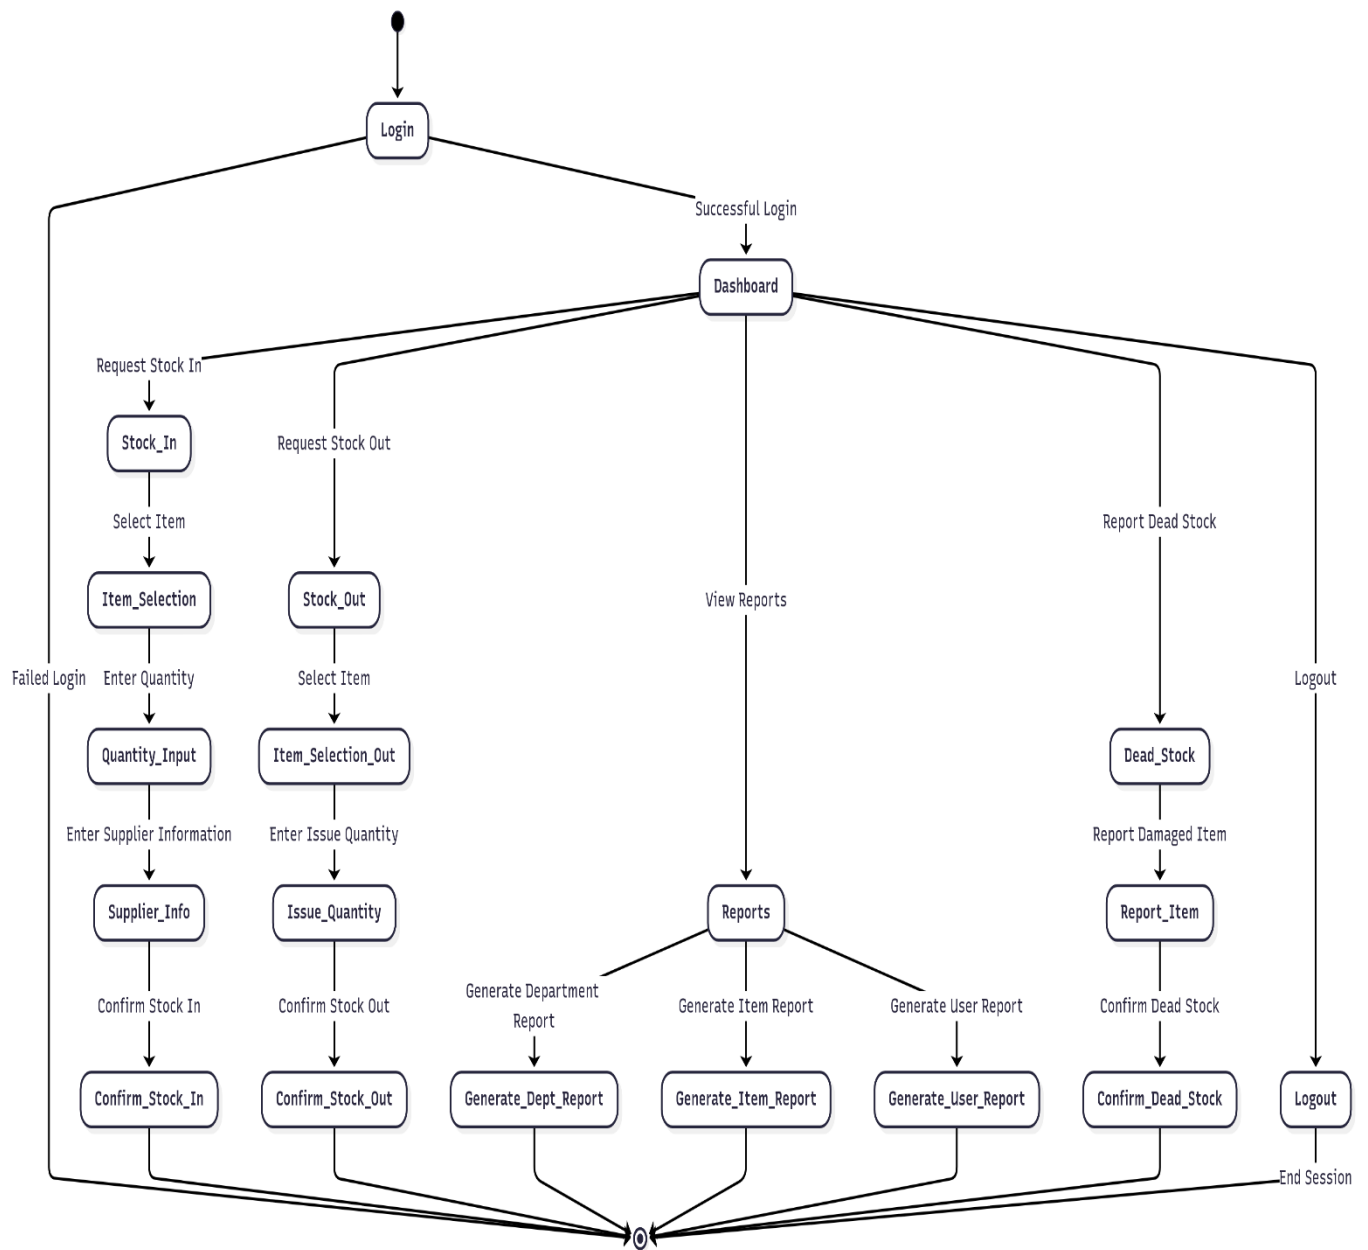 Login
Successful Login
Dashboard
Request Stock In
Stock_In
Request Stock Out
Select Item
Report Dead Stock
Item_Selection
Stock_Out
View Reports
Failed Login
Enter Quantity
Select Item
Logout
Quantity_Input
Item_Selection_Out
Dead_Stock
Enter Supplier Information
Enter Issue Quantity
Report Damaged Item
Supplier_Info
Issue_Quantity
Reports
Report_Item
Confirm Stock In
Confirm Stock Out
Generate Department
Report
Generate Item Report
Generate User Report
Confirm Dead Stock
Confirm_Stock_In
Confirm_Stock_Out
Generate_Dept_Report
Generate_Item_Report
Generate_User_Report
Confirm_Dead_Stock
Logout
End Session